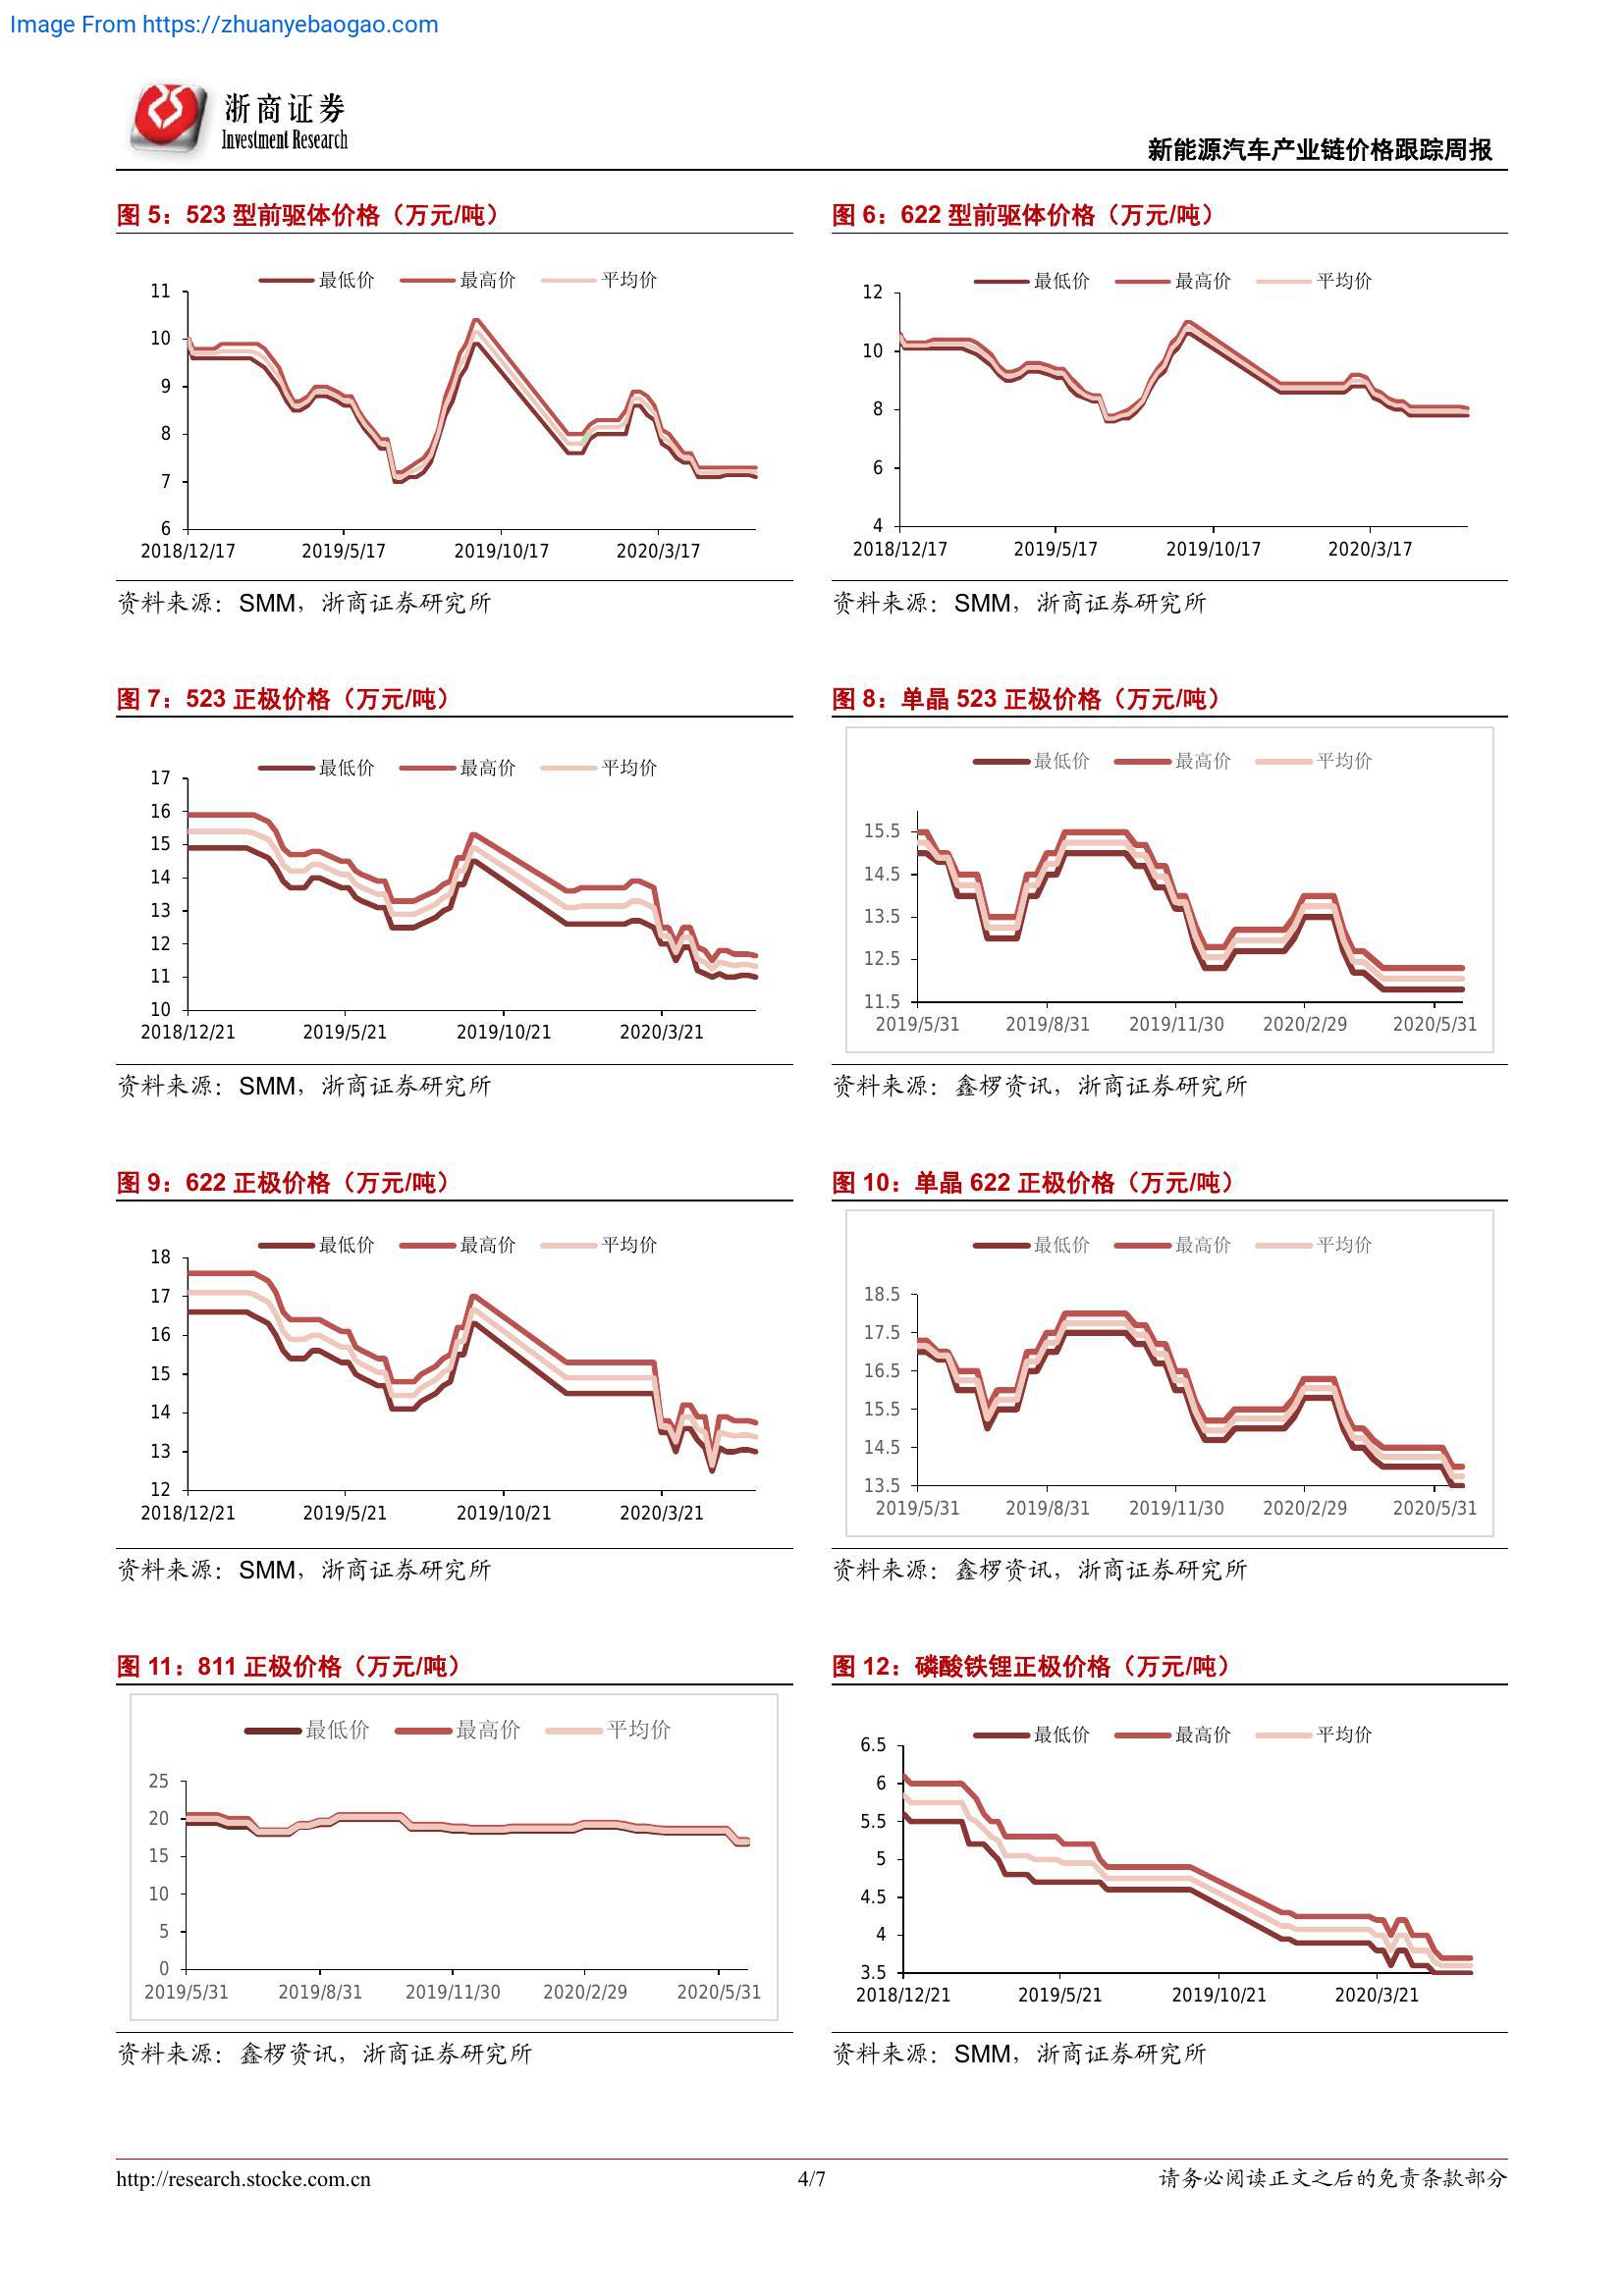 Image From https://zhuanyebaogao.com
浙商证券
Investment Research
新能源汽车产业链价格跟踪周报
图 5：523 型前驱体价格（万元/吨）
最低价 最高价 平均价
11
10
9
8
7
6
2018/12/17 2019/5/17 2019/10/17 2020/3/17
资料来源：SMM，浙商证券研究所
图 6：622 型前驱体价格（万元/吨）
最低价 最高价 平均价
12
10
8
6
4
2018/12/17 2019/5/17 2019/10/17 2020/3/17
资料来源：SMM，浙商证券研究所
图 7：523 正极价格（万元/吨）
最低价 最高价 平均价
17
16
15
14
13
12
11
10
2018/12/21 2019/5/21 2019/10/21 2020/3/21
资料来源：SMM，浙商证券研究所
图 8：单晶 523 正极价格（万元/吨）
最低价 最高价 平均价
15.5
14.5
13.5
12.5
11.5
2019/5/31 2019/8/31 2019/11/30 2020/2/29 2020/5/31
资料来源：鑫椤资讯，浙商证券研究所
图 9：622 正极价格（万元/吨）
最低价 最高价 平均价
18
17
16
15
14
13
12
2018/12/21 2019/5/21 2019/10/21 2020/3/21
资料来源：SMM，浙商证券研究所
图 10：单晶 622 正极价格（万元/吨）
最低价 最高价 平均价
18.5
17.5
16.5
15.5
14.5
13.5
2019/5/31 2019/8/31 2019/11/30 2020/2/29 2020/5/31
资料来源：鑫椤资讯，浙商证券研究所
图 11：811 正极价格（万元/吨）
最低价 最高价 平均价
25
20
15
10
5
0
2019/5/31 2019/8/31 2019/11/30 2020/2/29 2020/5/31
资料来源：鑫椤资讯，浙商证券研究所
图 12：磷酸铁锂正极价格（万元/吨）
最低价 最高价 平均价
6.5
6
5.5
5
4.5
4
3.5
2018/12/21 2019/5/21 2019/10/21 2020/3/21
资料来源：SMM，浙商证券研究所
http://research.stocke.com.cn 4/7 请务必阅读正文之后的免责条款部分